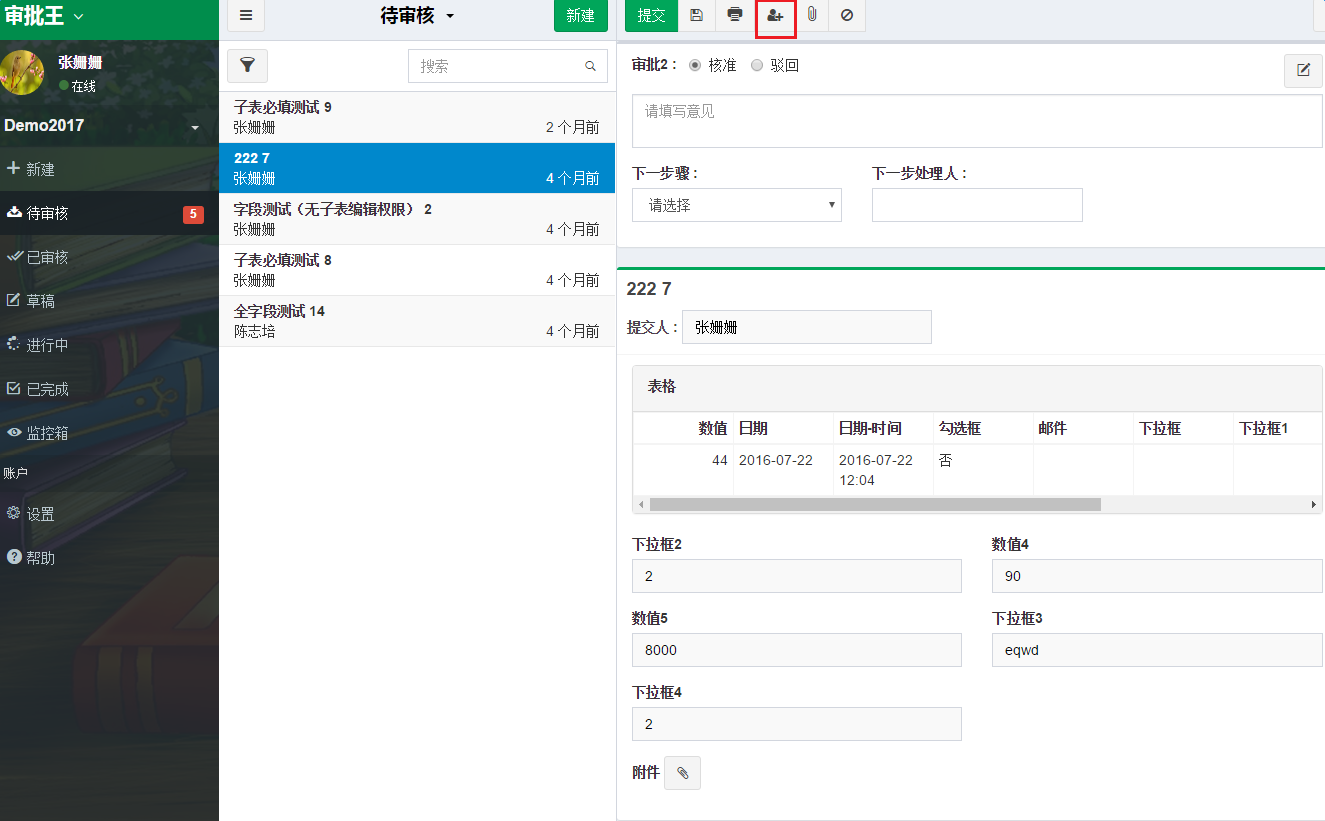 审批王
张姗姗
在线
Demo2017
新建
待审核 5
已审核
草稿
进行中
已完成
监控箱
账户
设置
帮助
待审核
新建
搜索
子表必填测试 9
张姗姗 2 个月前
222 7
张姗姗 4 个月前
字段测试（无子表编辑权限） 2
张姗姗 4 个月前
子表必填测试 8
张姗姗 4 个月前
全字段测试 14
陈志培 4 个月前
提交
审批2： 核准 驳回
请填写意见
下一步骤： 下一步处理人：
请选择
222 7
提交人： 张姗姗
表格
数值 日期 日期-时间 勾选框 邮件 下拉框 下拉框1
44 2016-07-22 2016-07-22 否
12:04
下拉框2 数值4
2 90
数值5 下拉框3
8000 eqwd
下拉框4
2
附件